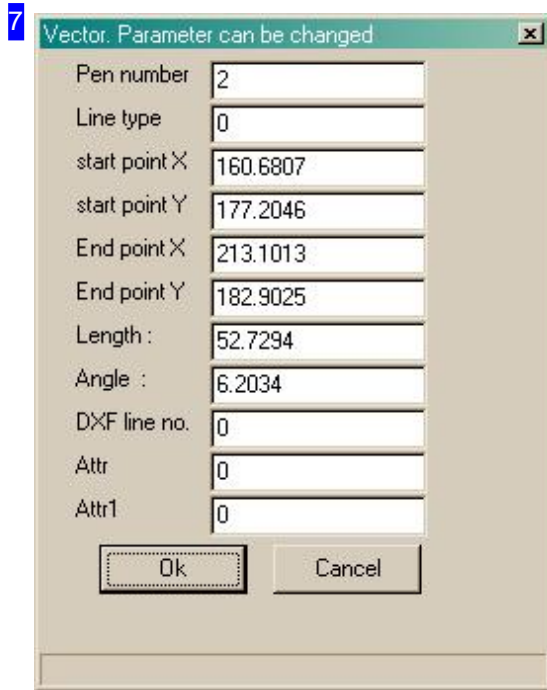 7
Vector. Parameter can be changed
Pen number 2
Line type 0
start point X 160.6807
start point Y 177.2046
End point X 213.1013
End point Y 182.9025
Length : 52.7294
Angle : 6.2034
DXF line no. 0
Attr 0
Attr1 0
Ok Cancel